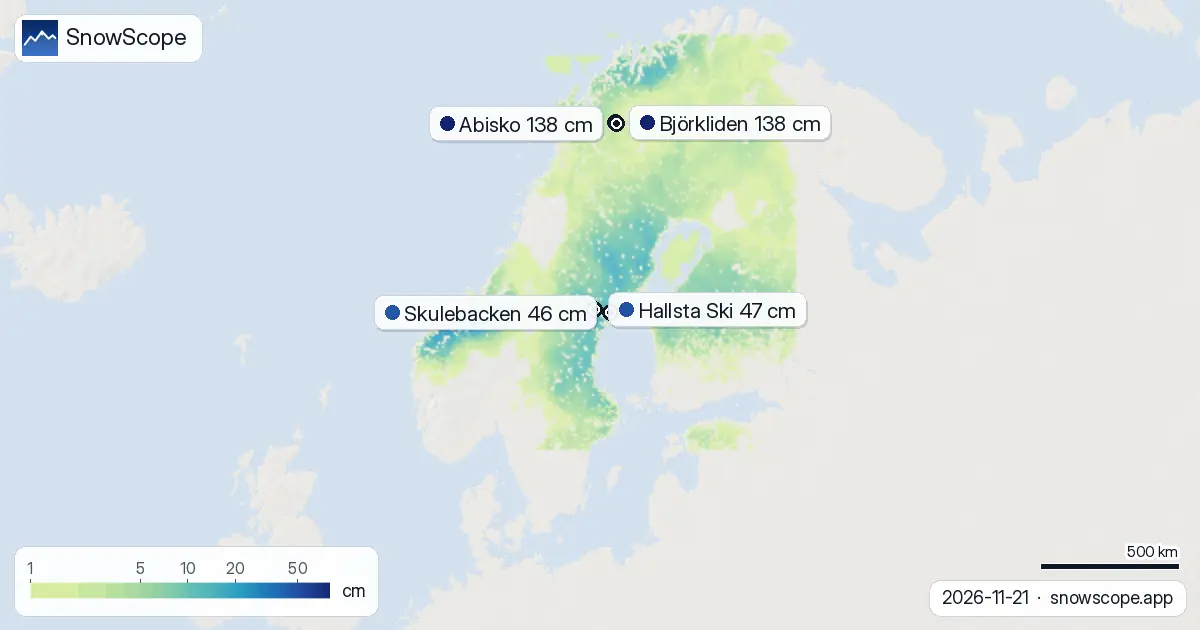 SnowScope
Abisko 138 cm
Björkliden 138 cm
Skulebacken 46 cm
Hallsta Ski 47 cm
1 5 10 20 50
cm
500 km
2026-11-21 · snowscope.app